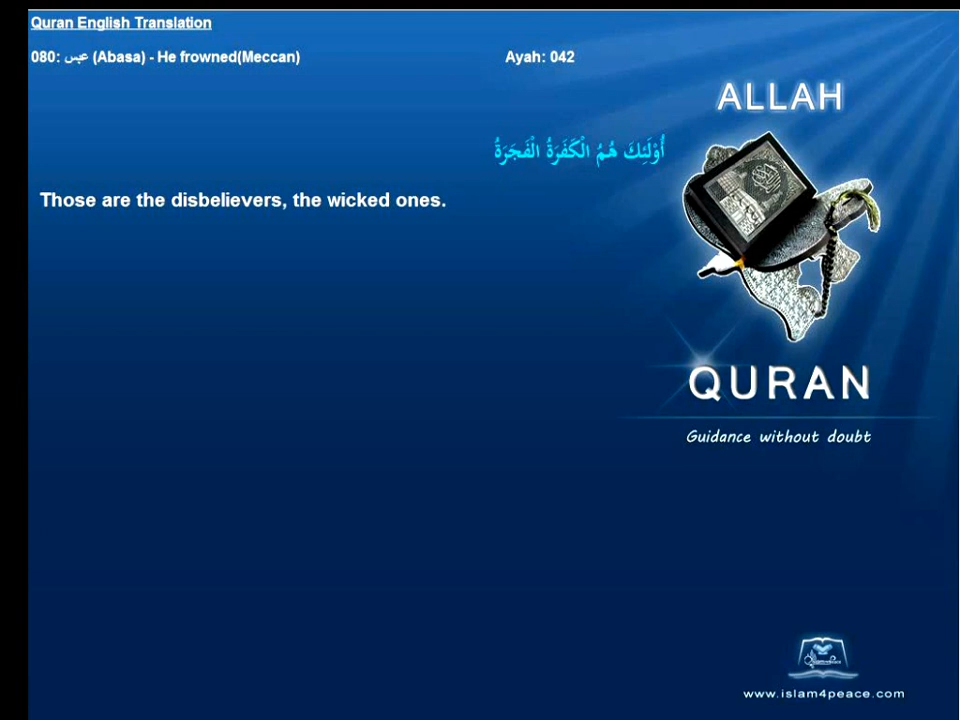 Quran English Translation
080: عبس (Abasa) - He frowned(Meccan) Ayah: 042
ALLAH
أُوْلَئِكَ هُمُ الْكَفَرَةُ الْفَجَرَةُ
Those are the disbelievers, the wicked ones.
QURAN
Guidance without doubt
www.islam4peace.com